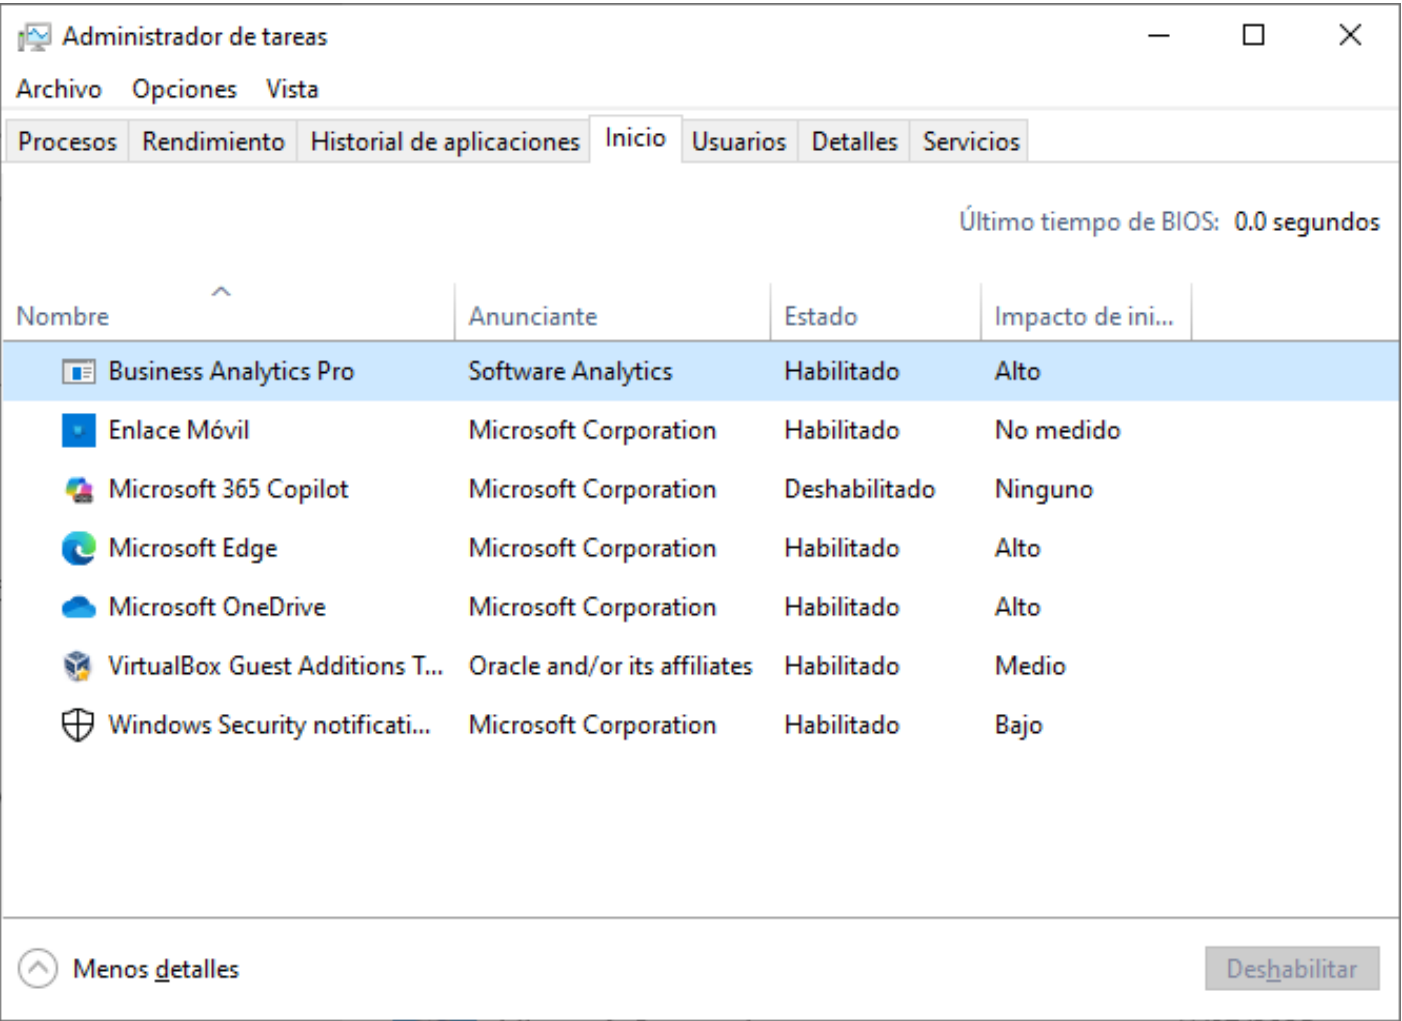 Administrador de tareas
Archivo Opciones Vista
Procesos Rendimiento Historial de aplicaciones Inicio Usuarios Detalles Servicios
Último tiempo de BIOS: 0.0 segundos
Nombre Anunciante Estado Impacto de ini...
Business Analytics Pro Software Analytics Habilitado Alto
Enlace Móvil Microsoft Corporation Habilitado No medido
Microsoft 365 Copilot Microsoft Corporation Deshabilitado Ninguno
Microsoft Edge Microsoft Corporation Habilitado Alto
Microsoft OneDrive Microsoft Corporation Habilitado Alto
VirtualBox Guest Additions T... Oracle and/or its affiliates Habilitado Medio
Windows Security notificati... Microsoft Corporation Habilitado Bajo
Menos detalles Deshabilitar